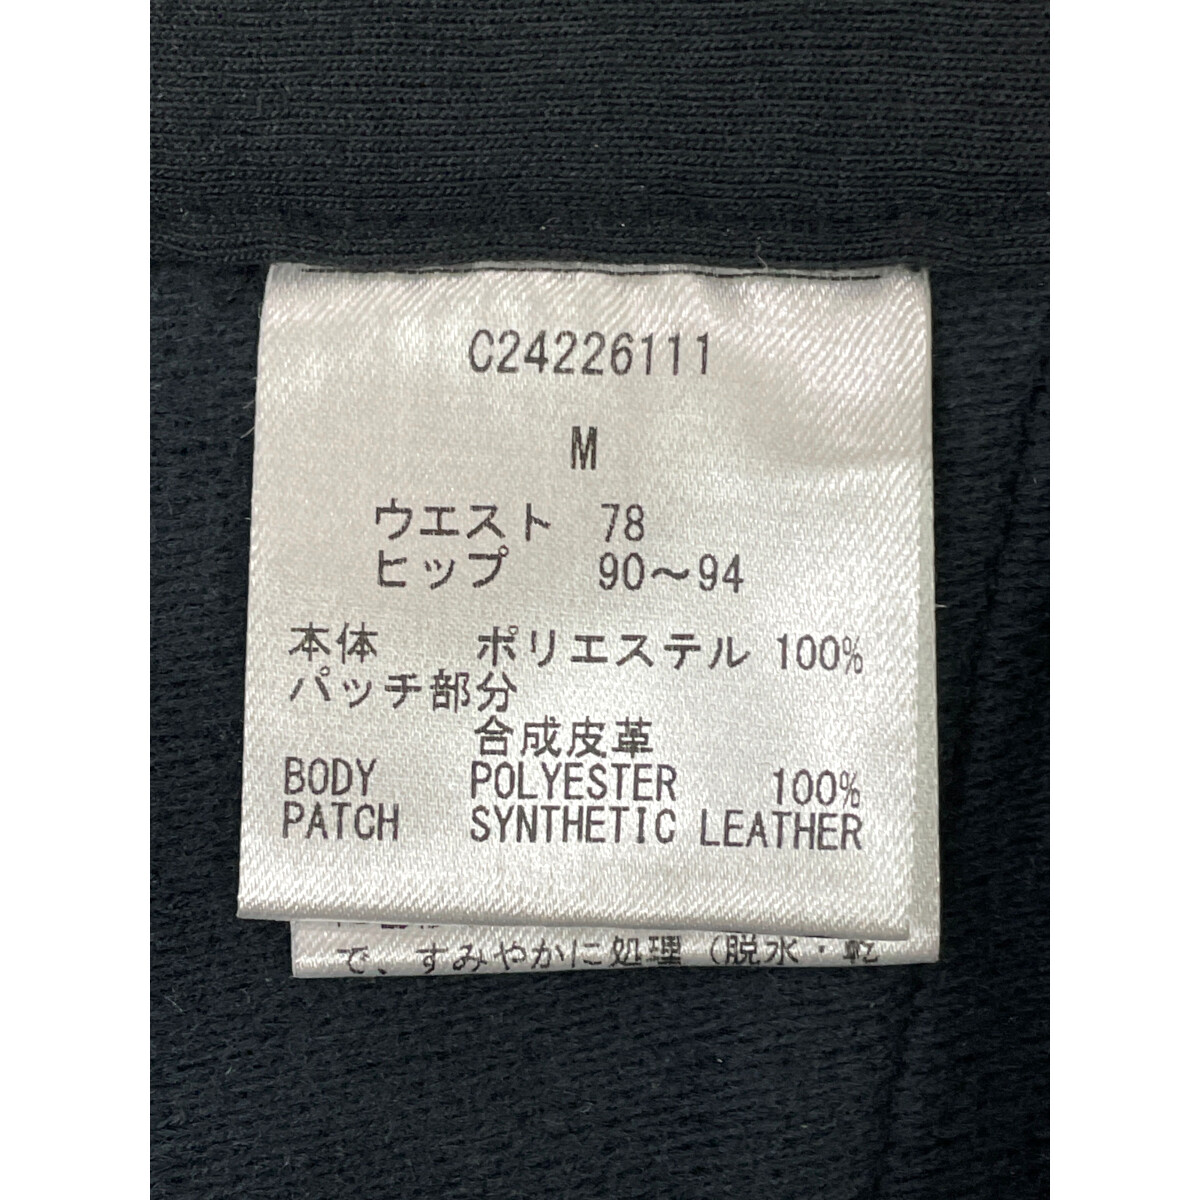 C24226111
M
ウエスト 78
ヒップ 90～94
本体 ポリエステル 100%
パッチ部分
合成皮革
BODY POLYESTER 100%
PATCH SYNTHETIC LEATHER
で、すみやかに処理(脱水・乾